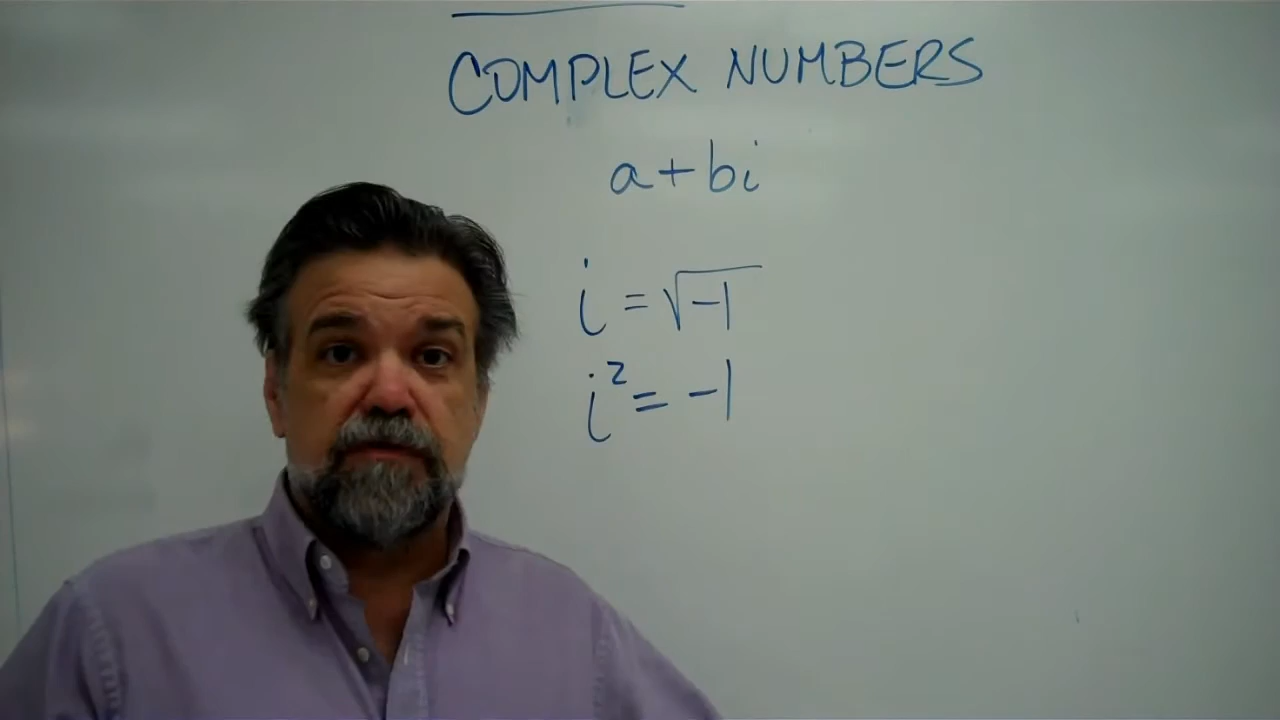 COMPLEX NUMBERS
a+bi
i = √-1
i² = -1